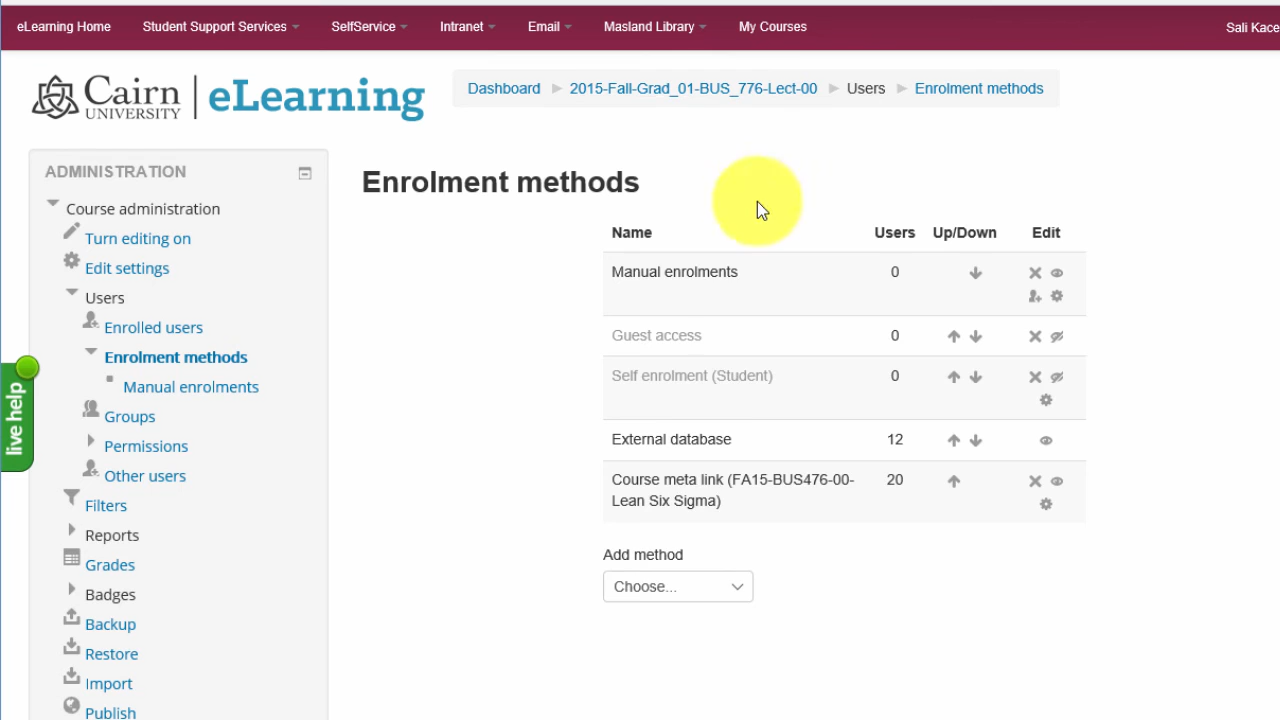 eLearning Home Student Support Services SelfService Intranet Email Masland Library My Courses Sali Kace
Cairn UNIVERSITY eLearning
Dashboard 2015-Fall-Grad_01-BUS_776-Lect-00 Users Enrolment methods
ADMINISTRATION
Course administration
Turn editing on
Edit settings
Users
Enrolled users
Enrolment methods
Manual enrolments
Groups
Permissions
Other users
Filters
Reports
Grades
Badges
Backup
Restore
Import
Publish
live help
Enrolment methods
Name Users Up/Down Edit
Manual enrolments 0
Guest access 0
Self enrolment (Student) 0
External database 12
Course meta link (FA15-BUS476-00- 20
Lean Six Sigma)
Add method
Choose...